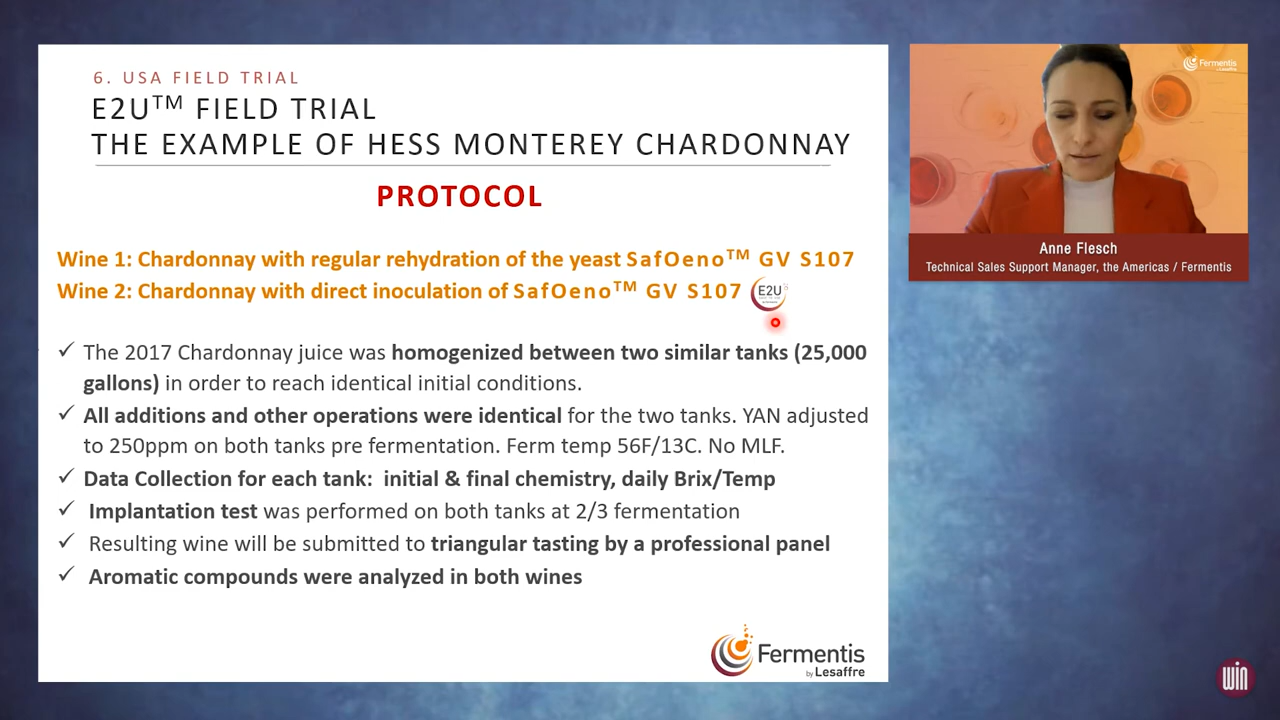 6. USA FIELD TRIAL
E2U™ FIELD TRIAL
THE EXAMPLE OF HESS MONTEREY CHARDONNAY
PROTOCOL
Wine 1: Chardonnay with regular rehydration of the yeast SafOeno™ GV S107
Wine 2: Chardonnay with direct inoculation of SafOeno™ GV S107 E2U
✓ The 2017 Chardonnay juice was homogenized between two similar tanks (25,000
gallons) in order to reach identical initial conditions.
✓ All additions and other operations were identical for the two tanks. YAN adjusted
to 250ppm on both tanks pre fermentation. Ferm temp 56F/13C. No MLF.
✓ Data Collection for each tank: initial & final chemistry, daily Brix/Temp
✓ Implantation test was performed on both tanks at 2/3 fermentation
✓ Resulting wine will be submitted to triangular tasting by a professional panel
✓ Aromatic compounds were analyzed in both wines
Fermentis
by Lesaffre
Fermentis
by Lesaffre
Anne Flesch
Technical Sales Support Manager, the Americas / Fermentis
win